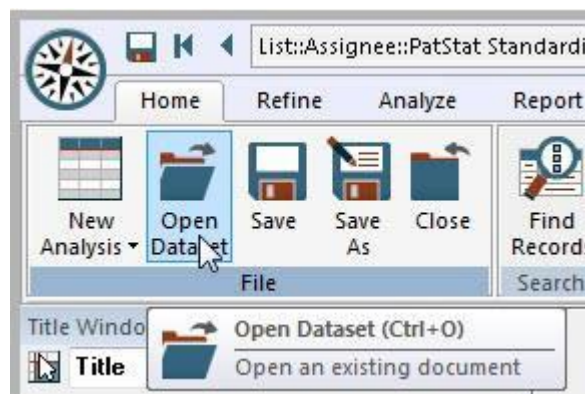 List::Assignee::PatStat Standardi
Home Refine Analyze Report
New Analysis
Open Dataset
Save
Save As
Close
Find Record
File
Search
Title Windo
Title
Open Dataset (Ctrl+O)
Open an existing document